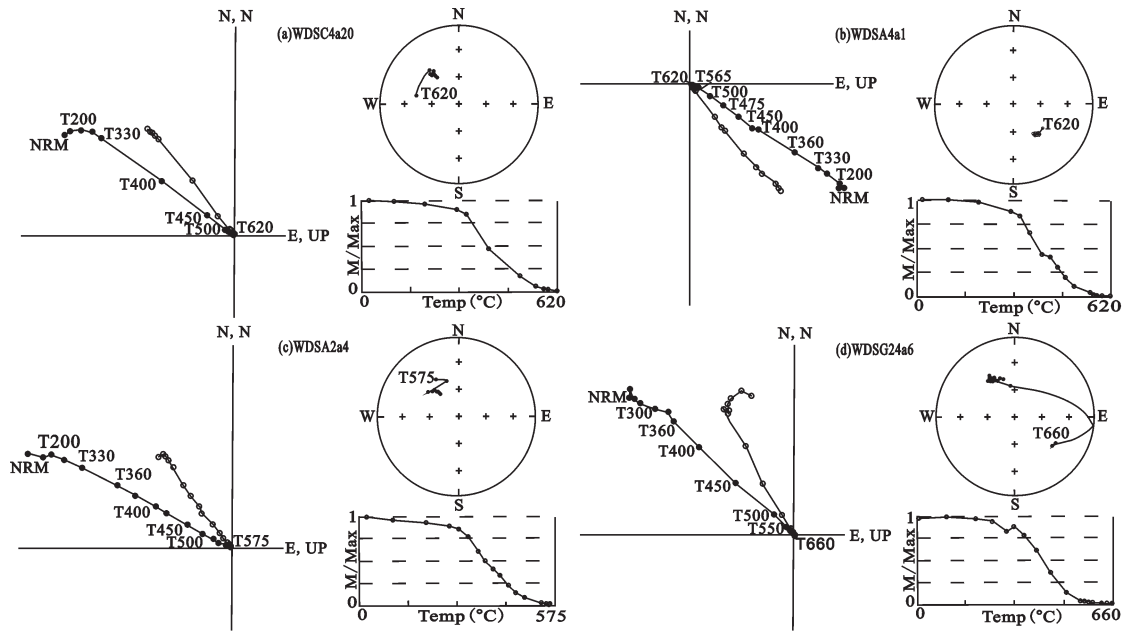 N, N
(a)WDSC4a20
N
W
E
S
T620
T200
NRM
T330
T400
T450
T500
T620
E, UP
1
M/Max
0
0
Temp (°C)
620
N, N
(b)WDSA4a1
N
W
E
S
T620
T620
T565
E, UP
T500
T475
T450
T400
T360
T330
T200
NRM
1
M/Max
0
0
Temp (°C)
620
N, N
(c)WDSA2a4
N
W
E
S
T575
T200
NRM
T330
T360
T400
T450
T500
T575
E, UP
1
M/Max
0
0
Temp (°C)
575
N, N
(d)WDSG24a6
N
W
E
S
T660
NRM
T300
T360
T400
T450
T500
T550
T660
E, UP
1
M/Max
0
0
Temp (°C)
660